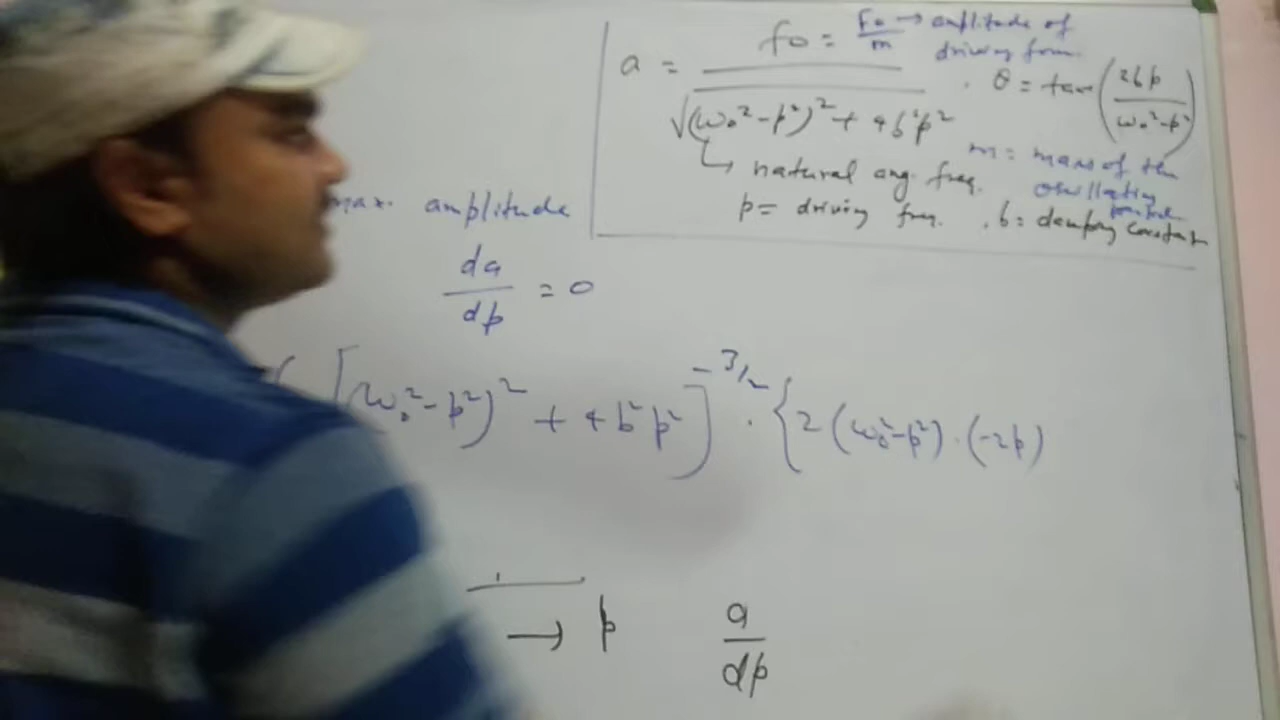 a = f₀ = F₀/m → amplitude of driving force.
√(ω₀² - p²)² + 4b²p²
θ = tan (2bp / ω₀² - p²)
↳ natural ang. freq.
m = mass of the oscillating
p = driving freq. . b = damping constant
max. amplitude
da/dp = 0
[(ω₀² - p²)² + 4b²p²]^-3/2 . {2 (ω₀² - p²) . (-2p)
→ p
a/dp